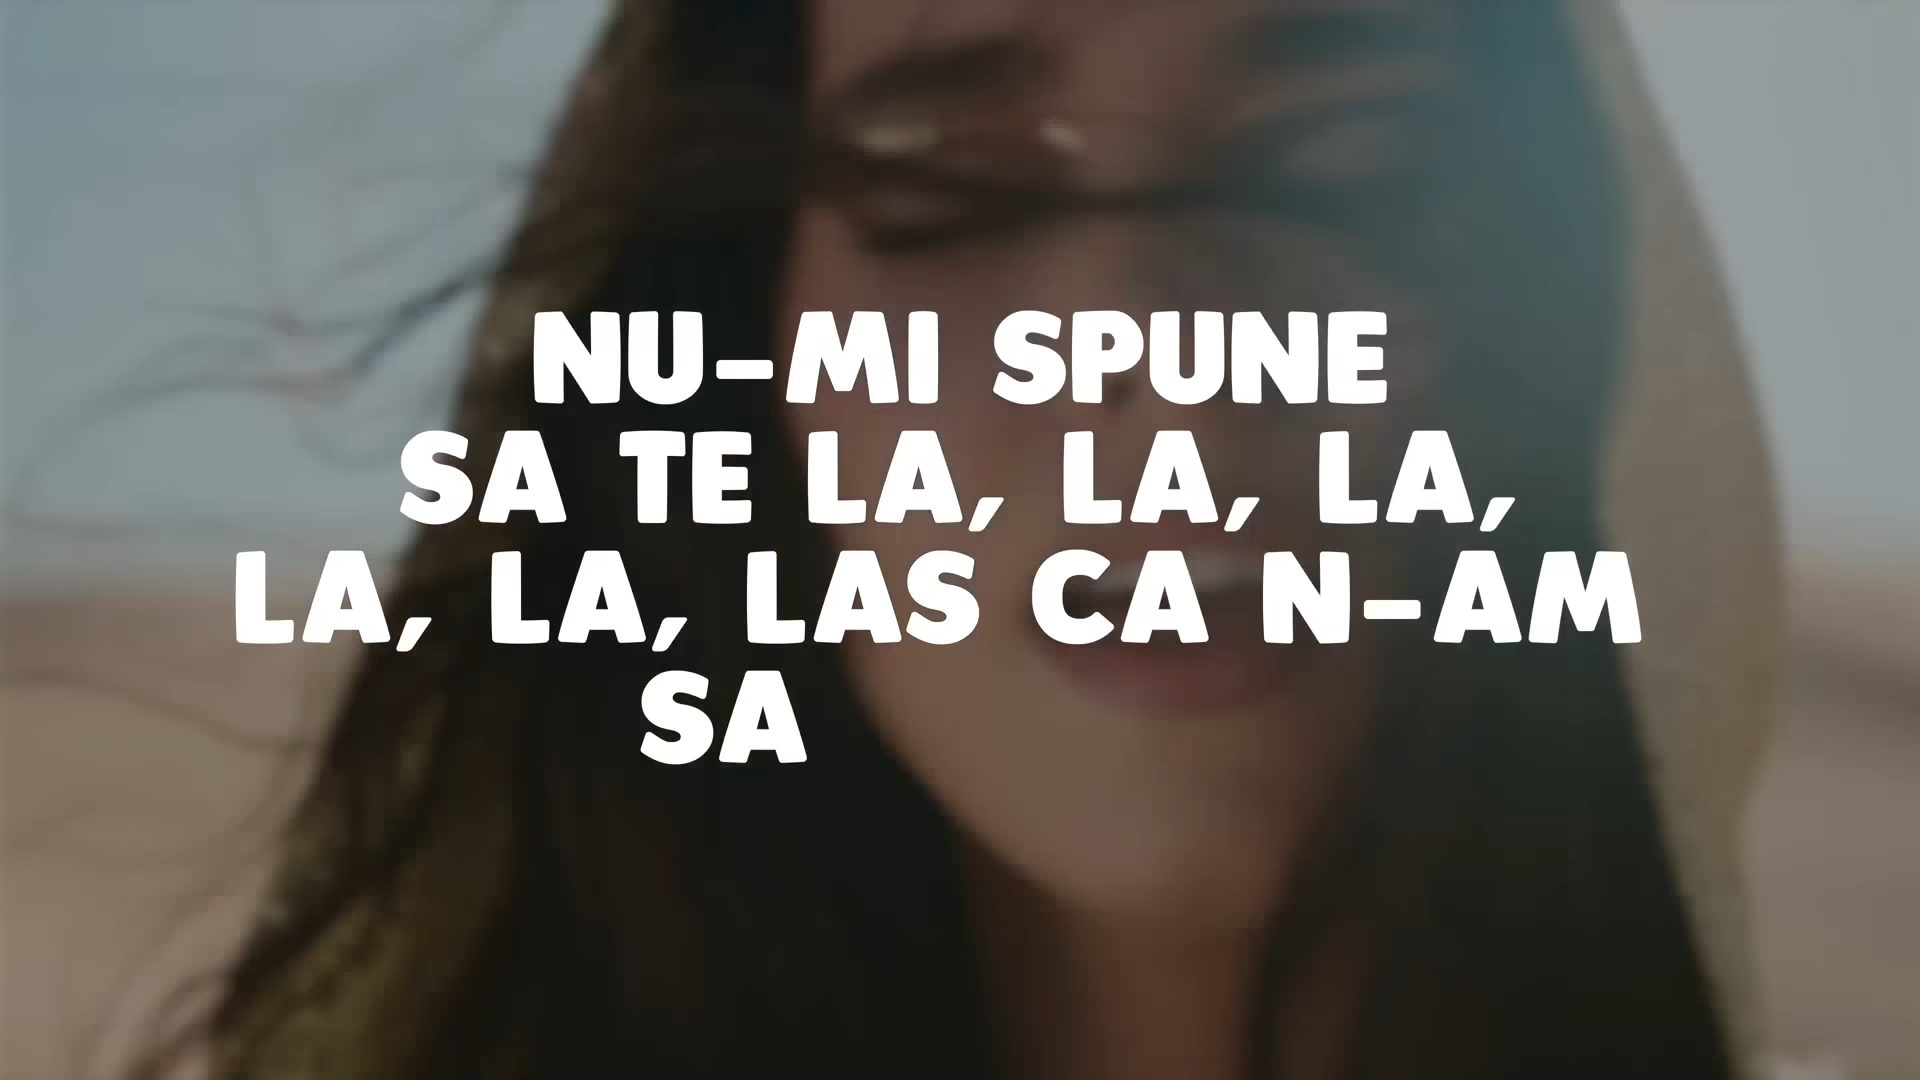 NU-MI SPUNE
SA TE LA, LA, LA,
LA, LA, LAS CA N-AM
SA